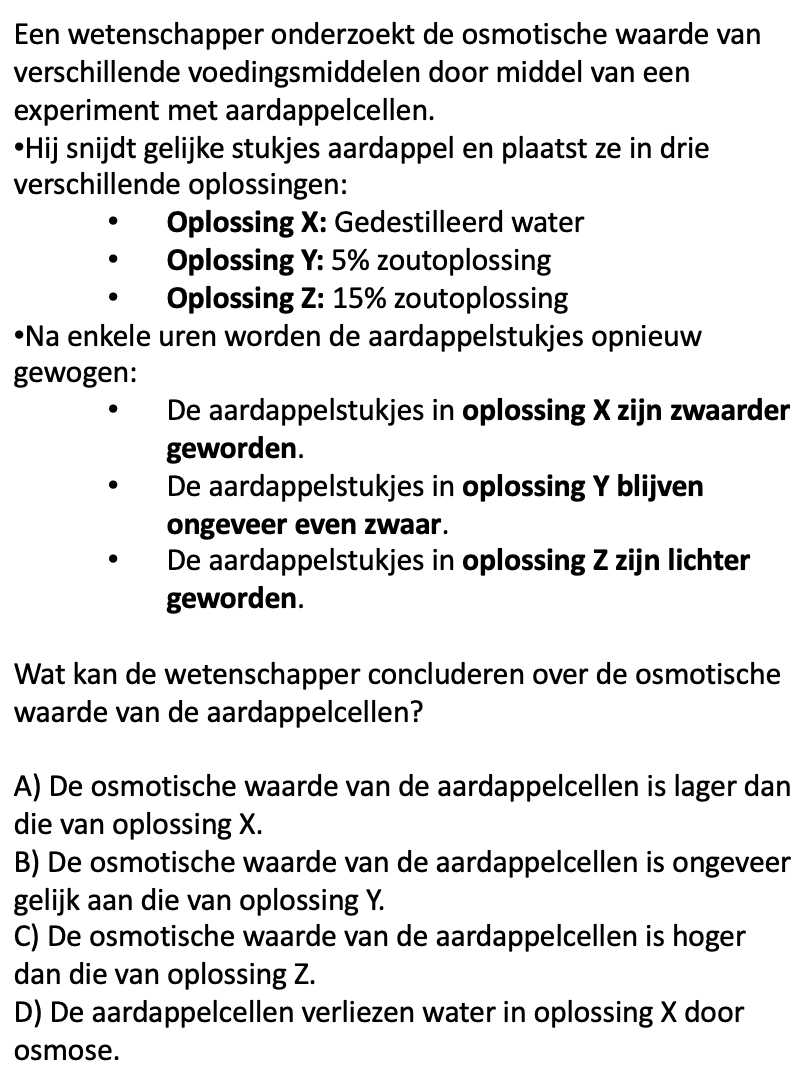 Een wetenschapper onderzoekt de osmotische waarde van
verschillende voedingsmiddelen door middel van een
experiment met aardappelcellen.
•Hij snijdt gelijke stukjes aardappel en plaatst ze in drie
verschillende oplossingen:
• Oplossing X: Gedestilleerd water
• Oplossing Y: 5% zoutoplossing
• Oplossing Z: 15% zoutoplossing
•Na enkele uren worden de aardappelstukjes opnieuw
gewogen:
• De aardappelstukjes in oplossing X zijn zwaarder
geworden.
• De aardappelstukjes in oplossing Y blijven
ongeveer even zwaar.
• De aardappelstukjes in oplossing Z zijn lichter
geworden.
Wat kan de wetenschapper concluderen over de osmotische
waarde van de aardappelcellen?
A) De osmotische waarde van de aardappelcellen is lager dan
die van oplossing X.
B) De osmotische waarde van de aardappelcellen is ongeveer
gelijk aan die van oplossing Y.
C) De osmotische waarde van de aardappelcellen is hoger
dan die van oplossing Z.
D) De aardappelcellen verliezen water in oplossing X door
osmose.